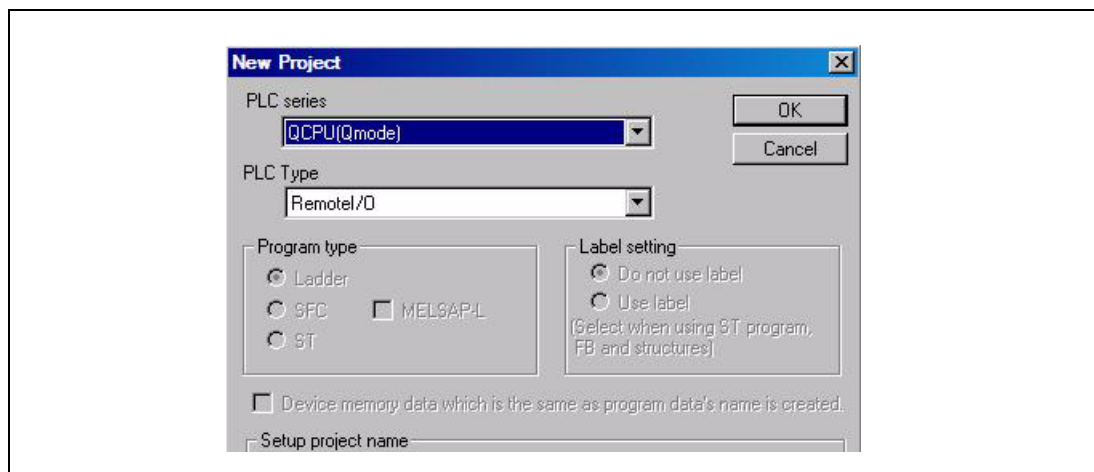 New Project
PLC series
OK
QCPU(Qmode)
Cancel
PLC Type
RemoteI/O
Program type
Label setting
Ladder
Do not use label
SFC
MELSAP-L
Use label
ST
(Select when using ST program,
FB and structures)
Device memory data which is the same as program data's name is created.
Setup project name